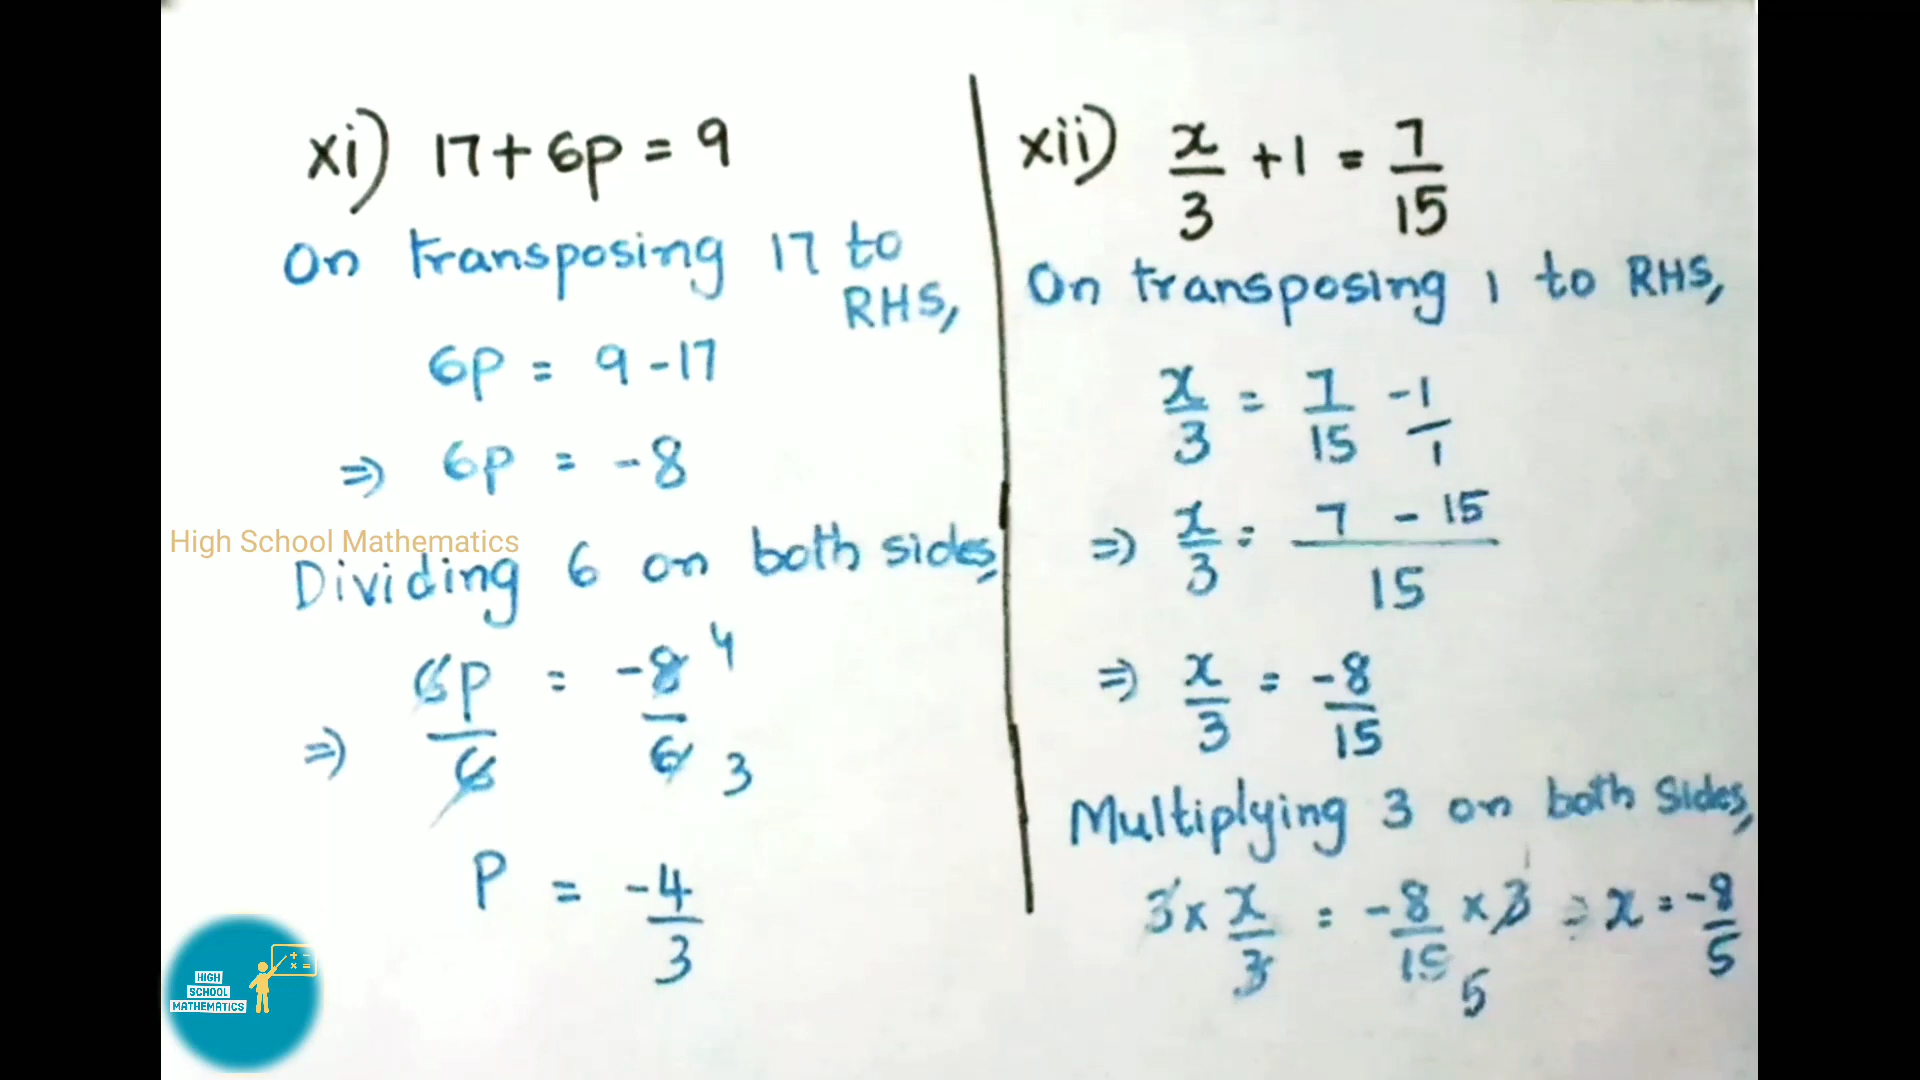 xi) 17 + 6p = 9
On transposing 17 to
RHS,
6p = 9 - 17
⇒ 6p = -8
High School Mathematics
Dividing 6 on both sides,
⇒ 6p/6 = -8/6 4 3
P = -4/3
xii) x/3 + 1 = 7/15
On transposing 1 to RHS,
x/3 = 7/15 -1/1
⇒ x/3 = 7 - 15/15
⇒ x/3 = -8/15
Multiplying 3 on both sides,
3 × x/3 = -8/15 × 3 1 5 ⇒ x = -8/5
HIGH
SCHOOL
MATHEMATICS
+ -
× =